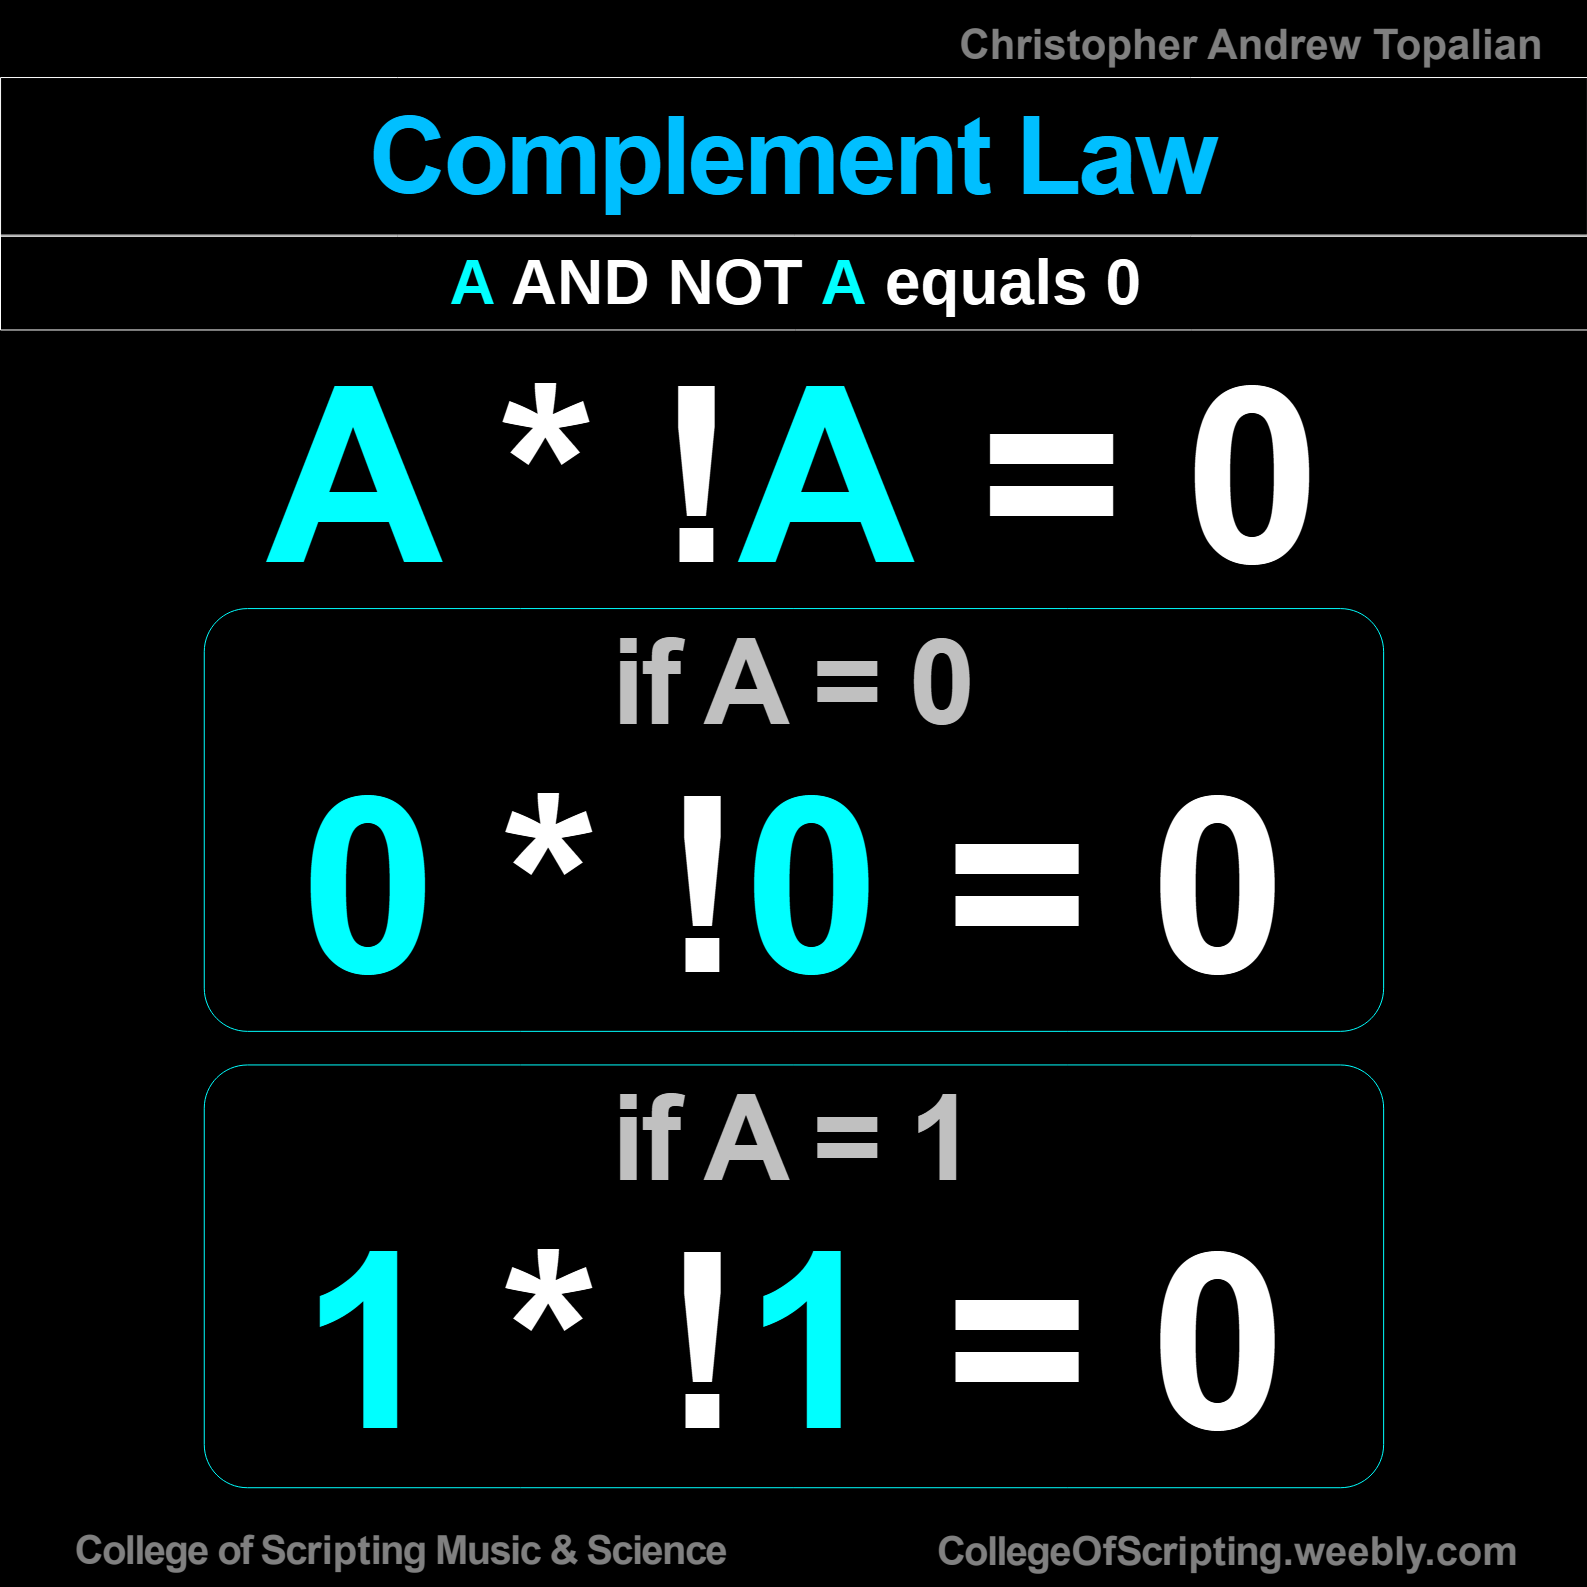 Christopher Andrew Topalian
Complement Law
A AND NOT A equals 0
A * !A = 0
if A = 0
0 * !0 = 0
if A = 1
1 * !1 = 0
College of Scripting Music & Science
CollegeOfScripting.weebly.com